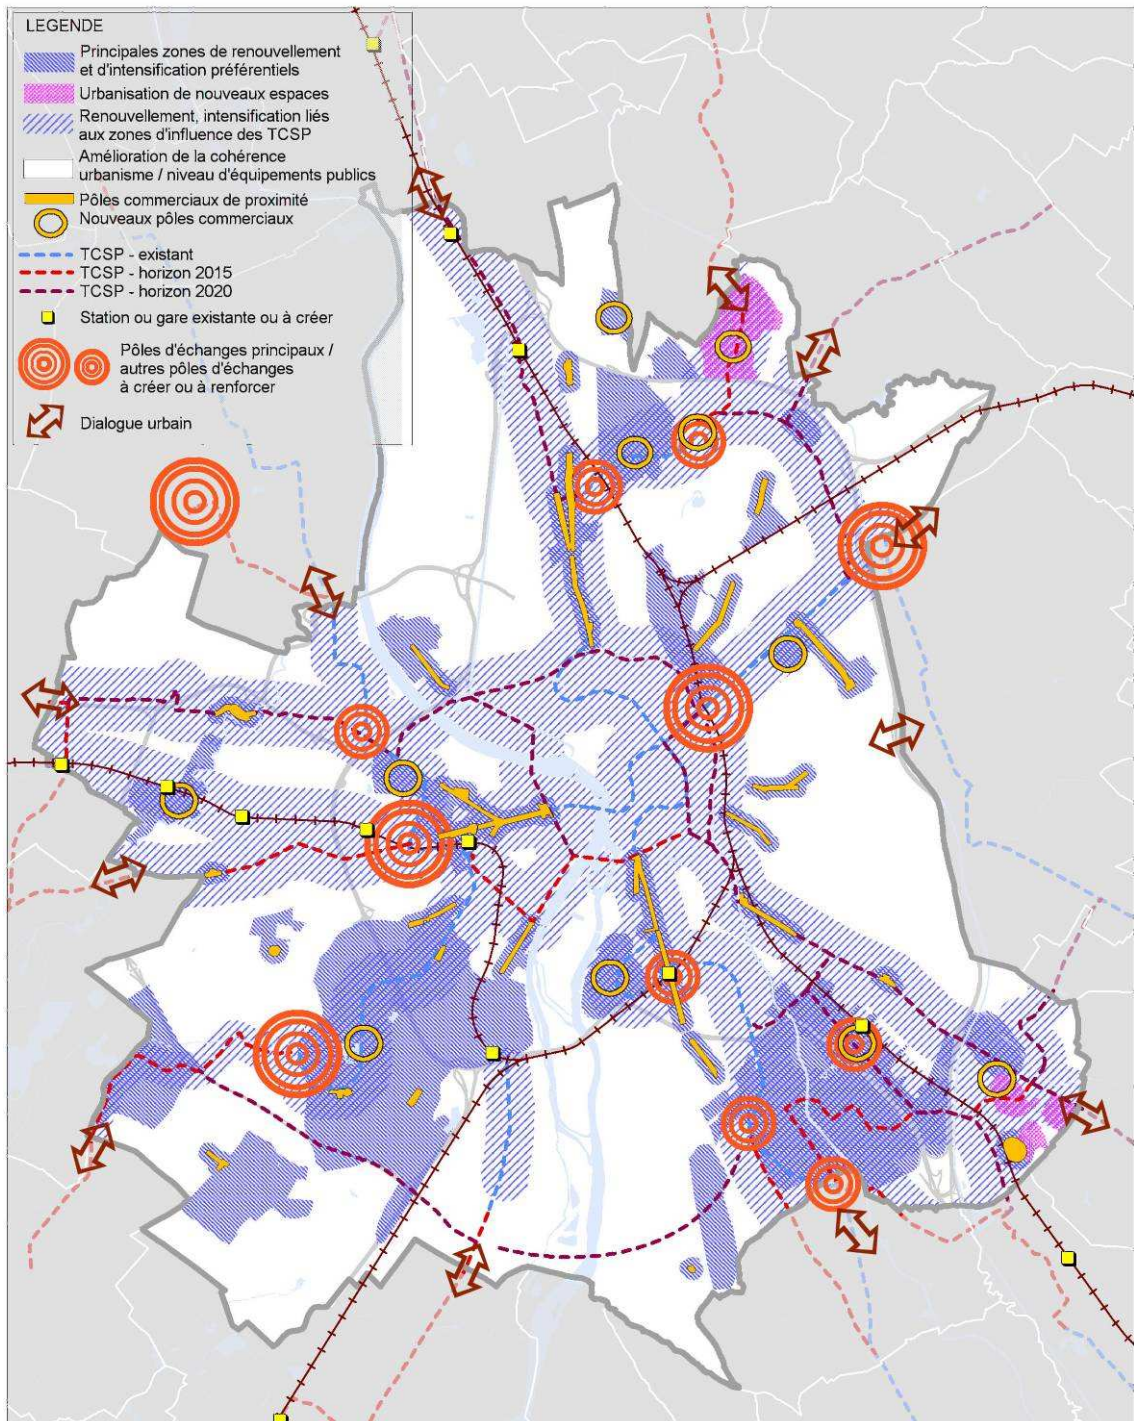 LEGENDE
Principales zones de renouvellement
et d'intensification préférentiels
Urbanisation de nouveaux espaces
Renouvellement, intensification liés
aux zones d'influence des TCSP
Amélioration de la cohérence
urbanisme / niveau d'équipements publics
Pôles commerciaux de proximité
Nouveaux pôles commerciaux
TCSP - existant
TCSP - horizon 2015
TCSP - horizon 2020
Station ou gare existante ou à créer
Pôles d'échanges principaux /
autres pôles d'échanges
à créer ou à renforcer
Dialogue urbain